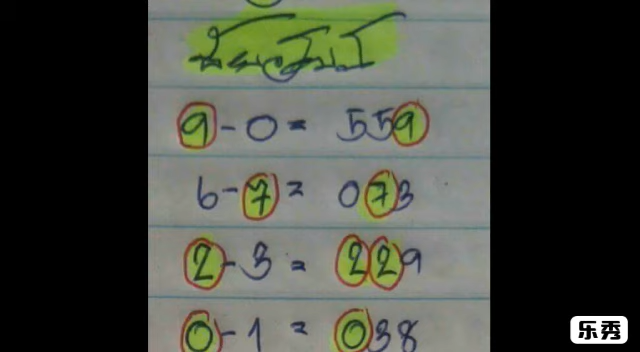 9-0= 559
6-7= 073
2-3= 229
0-1= 038
乐秀